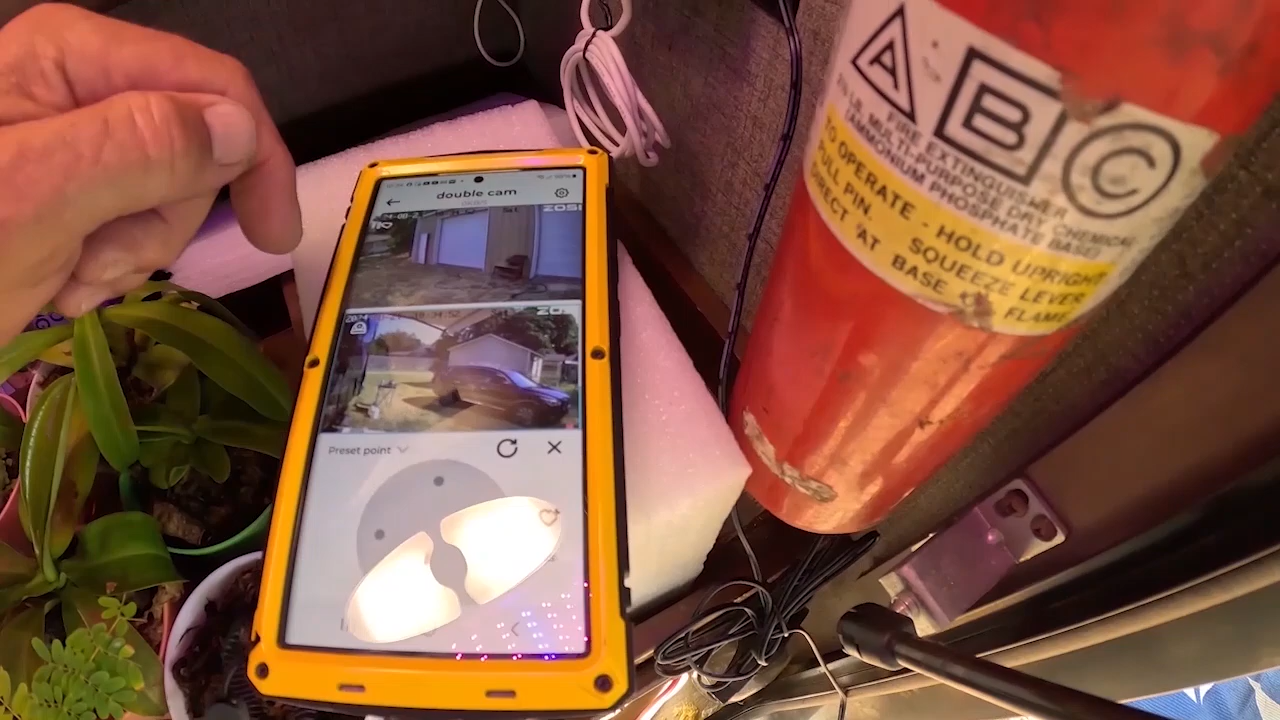 double cam
Preset point
A B C
FIRE EXTINGUISHER
MULTI-PURPOSE DRY CHEMICAL
AMMONIUM PHOSPHATE BASE
TO OPERATE - HOLD UPRIGHT
PULL PIN. SQUEEZE LEVER
DIRECT AT BASE OF FLAME